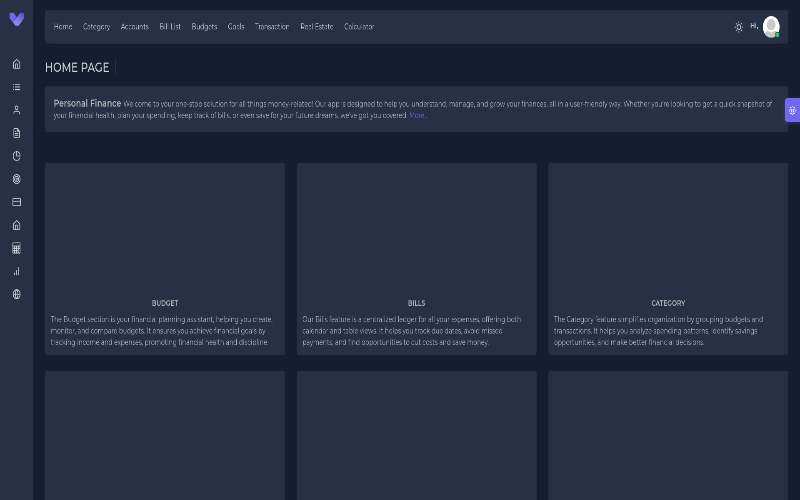 Home Category Accounts Bill List Budgets Goals Transaction Real Estate Calculator Hi,
HOME PAGE
Personal Finance Welcome to your one-stop solution for all things money-related! Our app is designed to help you understand, manage, and grow your finances, all in a user-friendly way. Whether you're looking to get a quick snapshot of
your financial health, plan your spending, keep track of bills, or even save for your future dreams, we've got you covered. More..
BUDGET
The Budget section is your financial planning assistant, helping you create,
monitor, and compare budgets. It ensures you achieve financial goals by
tracking income and expenses, promoting financial health and discipline.
BILLS
Our Bills feature is a centralized ledger for all your expenses, offering both
calendar and table views. It helps you track due dates, avoid missed
payments, and find opportunities to cut costs and save money.
CATEGORY
The Category feature simplifies organization by grouping budgets and
transactions. It helps you analyze spending patterns, identify savings
opportunities, and make better financial decisions.